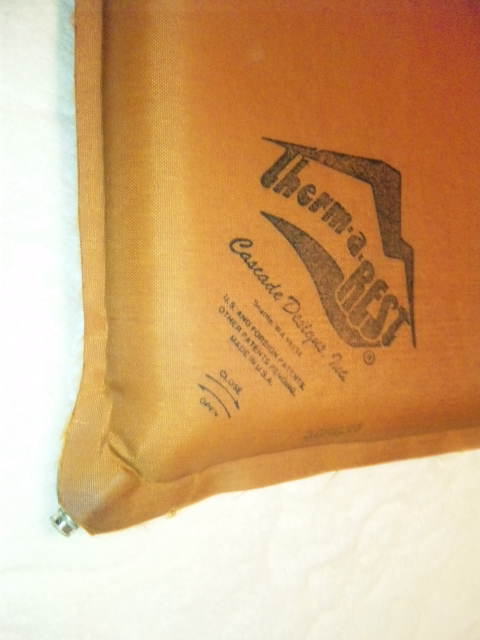 Therm·a·REST®
Cascade Designs, Inc
Seattle, WA
U.S. AND FOREIGN PATENTS,
OTHER PATENTS PENDING
MADE IN U.S.A.
CLOSE
OPEN